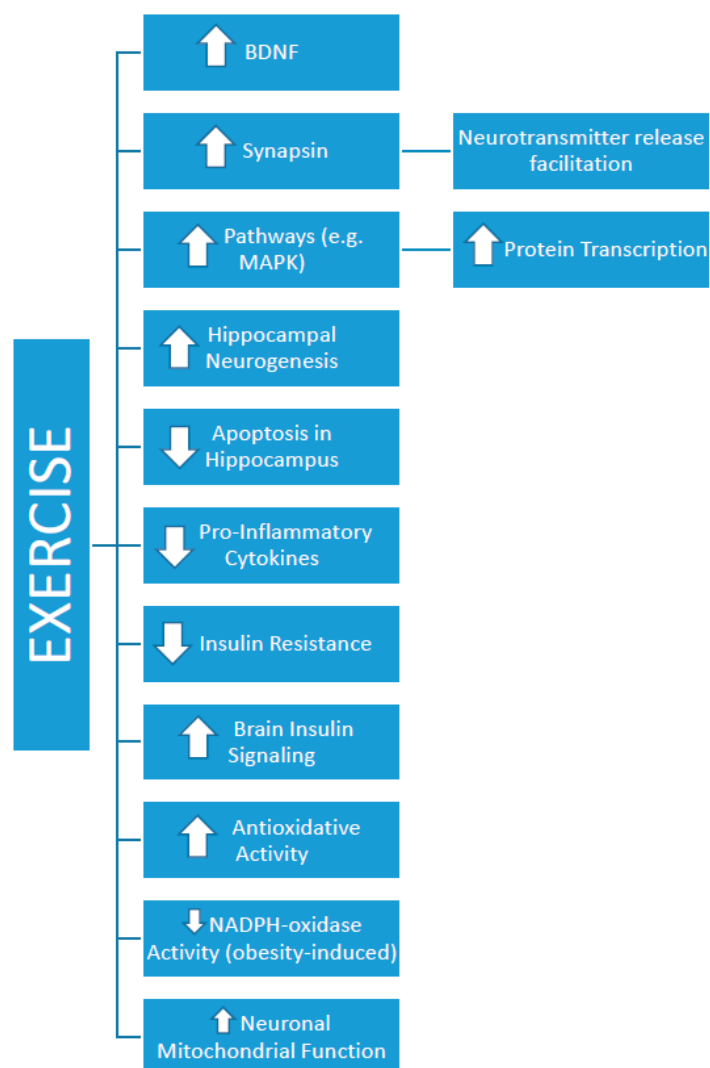 EXERCISE
BDNF
Synapsin
Neurotransmitter release
facilitation
Pathways (e.g.
MAPK)
Protein Transcription
Hippocampal
Neurogenesis
Apoptosis in
Hippocampus
Pro-Inflammatory
Cytokines
Insulin Resistance
Brain Insulin
Signaling
Antioxidative
Activity
NADPH-oxidase
Activity (obesity-induced)
Neuronal
Mitochondrial Function